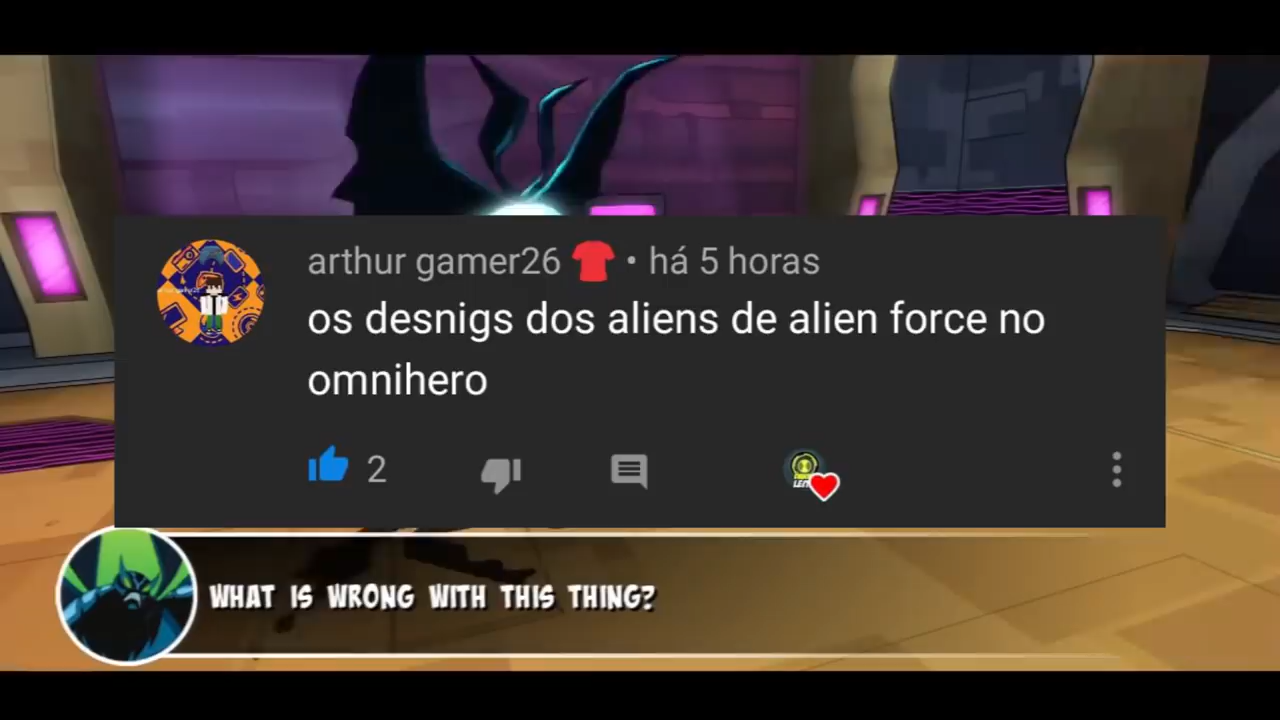 arthur gamer26 • há 5 horas
os desnigs dos aliens de alien force no
omnihero
2
WHAT IS WRONG WITH THIS THING?